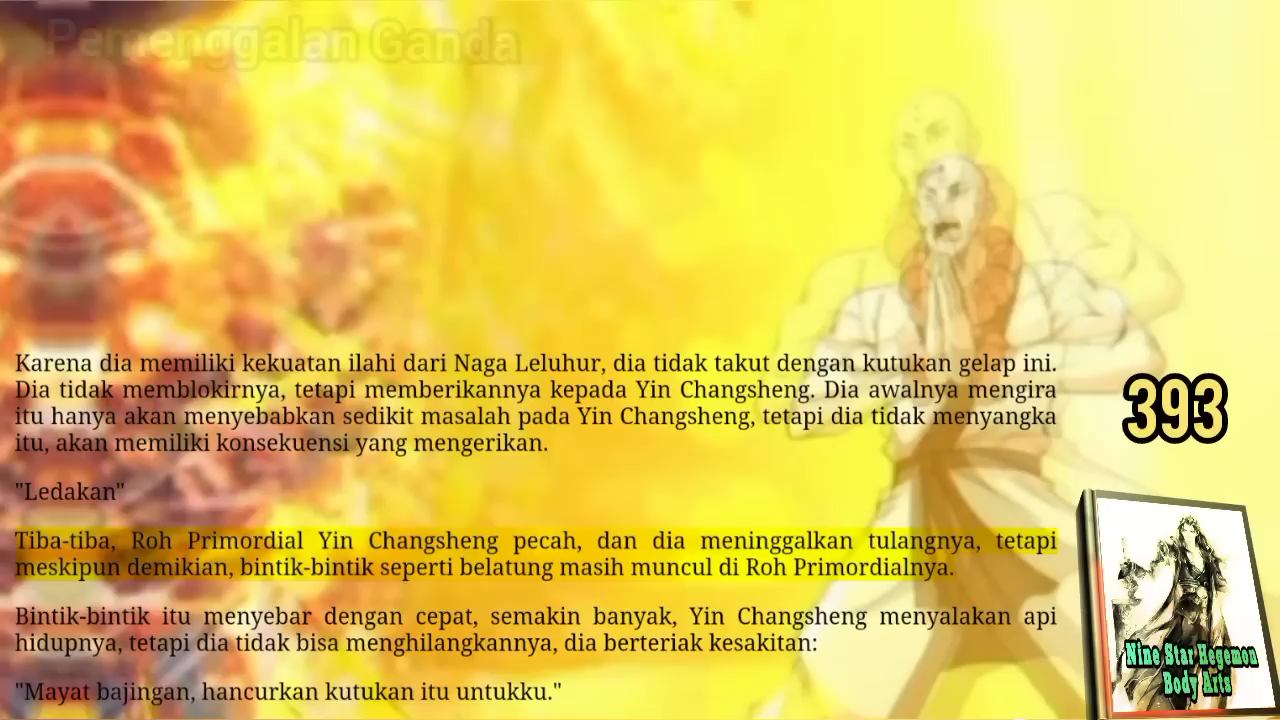 Pemenggalan Ganda
Karena dia memiliki kekuatan ilahi dari Naga Leluhur, dia tidak takut dengan kutukan gelap ini.
Dia tidak memblokirnya, tetapi memberikannya kepada Yin Changsheng. Dia awalnya mengira
itu hanya akan menyebabkan sedikit masalah pada Yin Changsheng, tetapi dia tidak menyangka
itu, akan memiliki konsekuensi yang mengerikan.
"Ledakan"
Tiba-tiba, Roh Primordial Yin Changsheng pecah, dan dia meninggalkan tulangnya, tetapi
meskipun demikian, bintik-bintik seperti belatung masih muncul di Roh Primordialnya.
Bintik-bintik itu menyebar dengan cepat, semakin banyak, Yin Changsheng menyalakan api
hidupnya, tetapi dia tidak bisa menghilangkannya, dia berteriak kesakitan:
"Mayat bajingan, hancurkan kutukan itu untukku."
393
Nine Star Hegemon
Body Arts